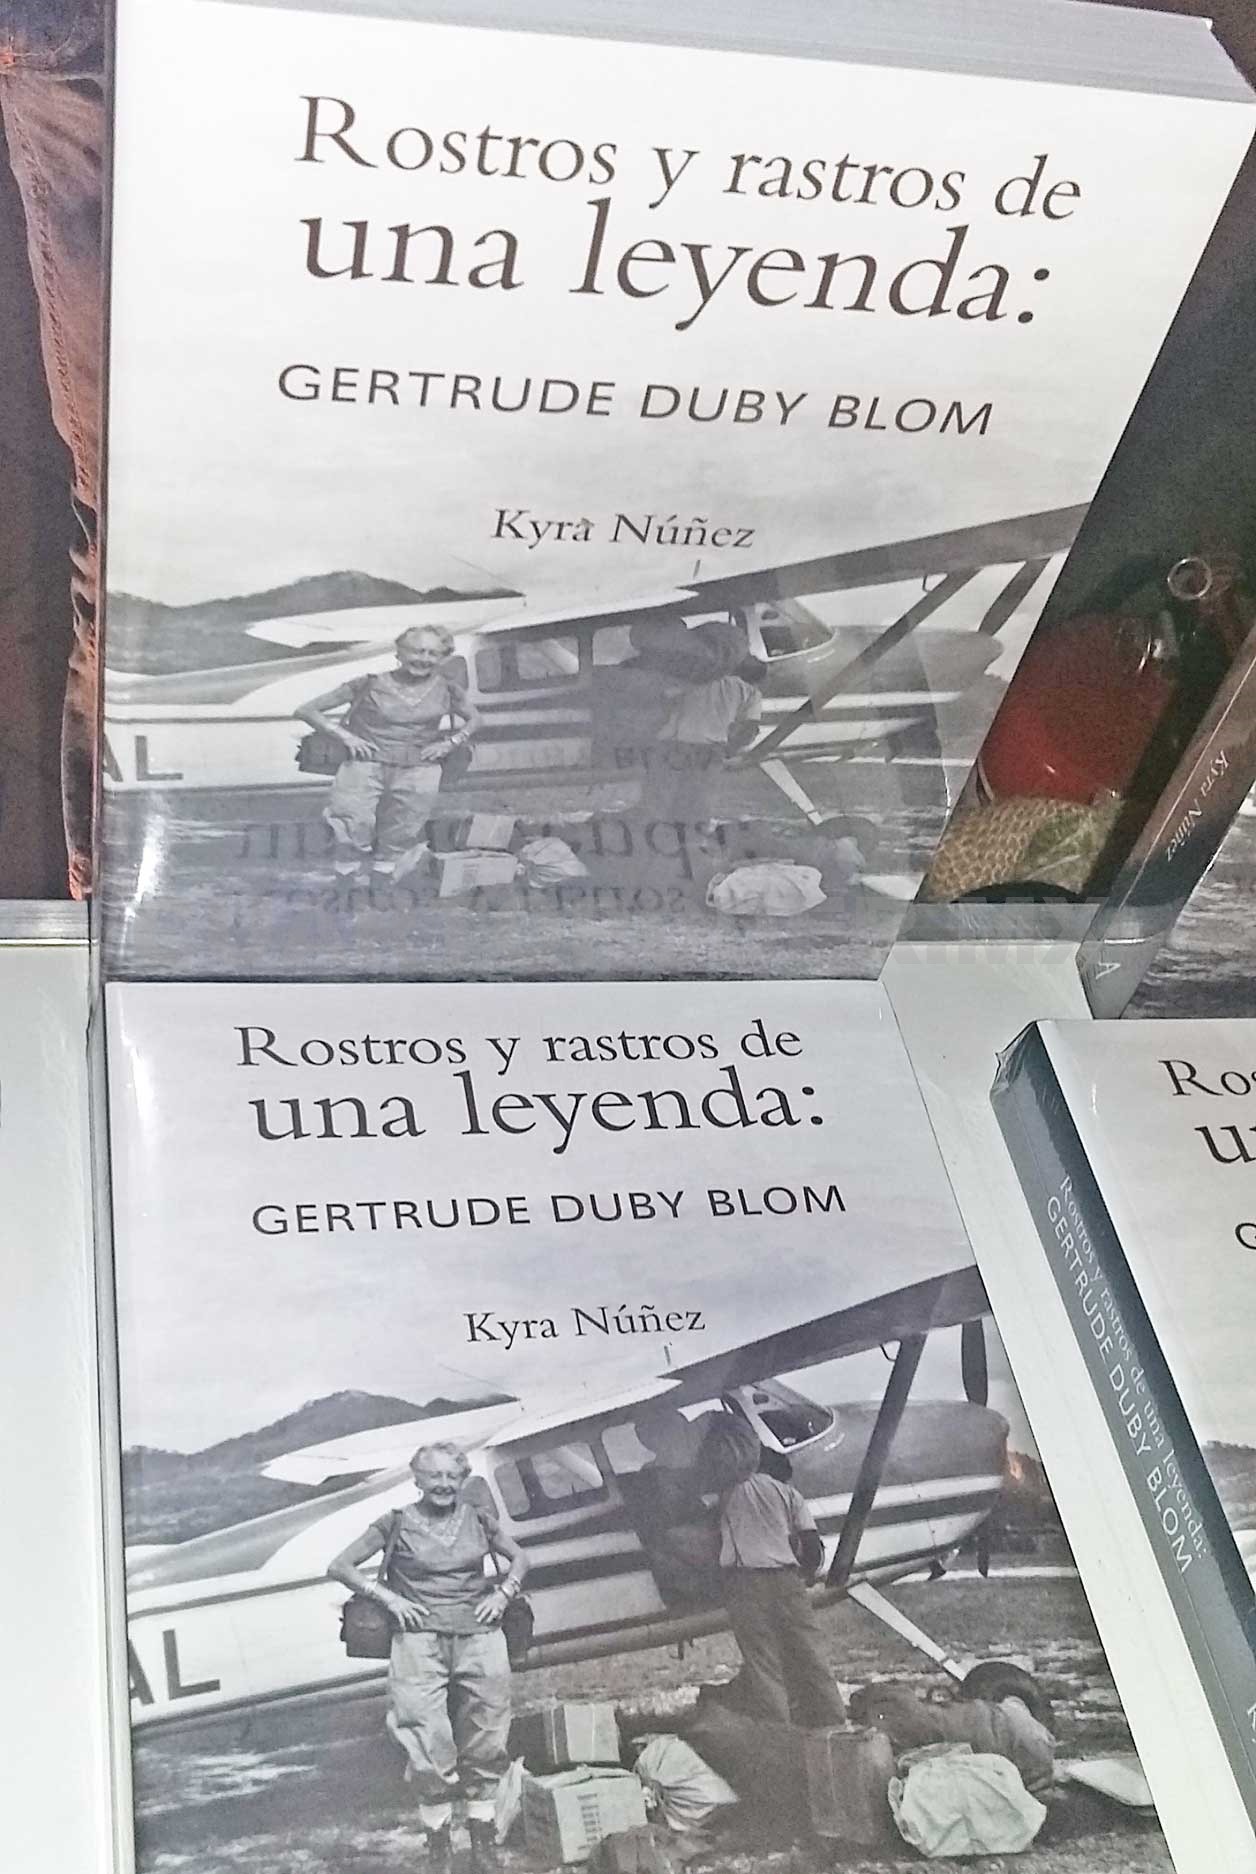 Rostros y rastros de
una leyenda:
GERTRUDE DUBY BLOM
Kyra Núñez
AL
Kyra Núñez
Rostros y rastros de
una leyenda:
GERTRUDE DUBY BLOM
Kyra Núñez
AL
Rostros y rastros de una leyenda:
GERTRUDE DUBY BLOM